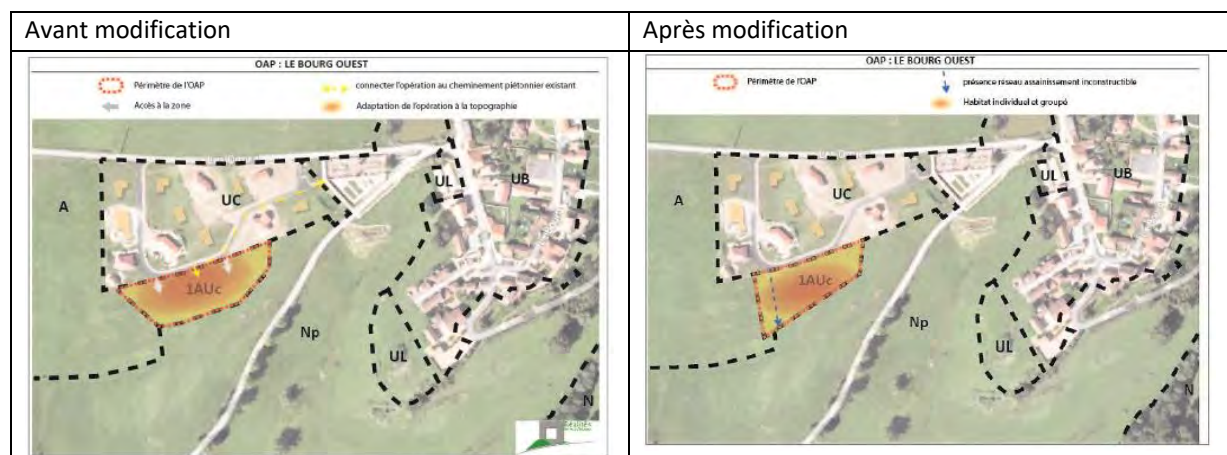 Avant modification
Après modification
OAP : LE BOURG OUEST
Périmètre de l'OAP
connecter l'opération au cheminement piétonnier existant
Accès à la zone
Adaptation de l'opération à la topographie
A
UC
UL
UB
1AUc
Np
UL
N
OAP : LE BOURG OUEST
Périmètre de l'OAP
présence réseau assainissement inconstructible
Habitat individuel et groupé
A
UC
UL
UB
1AUc
Np
UL
N